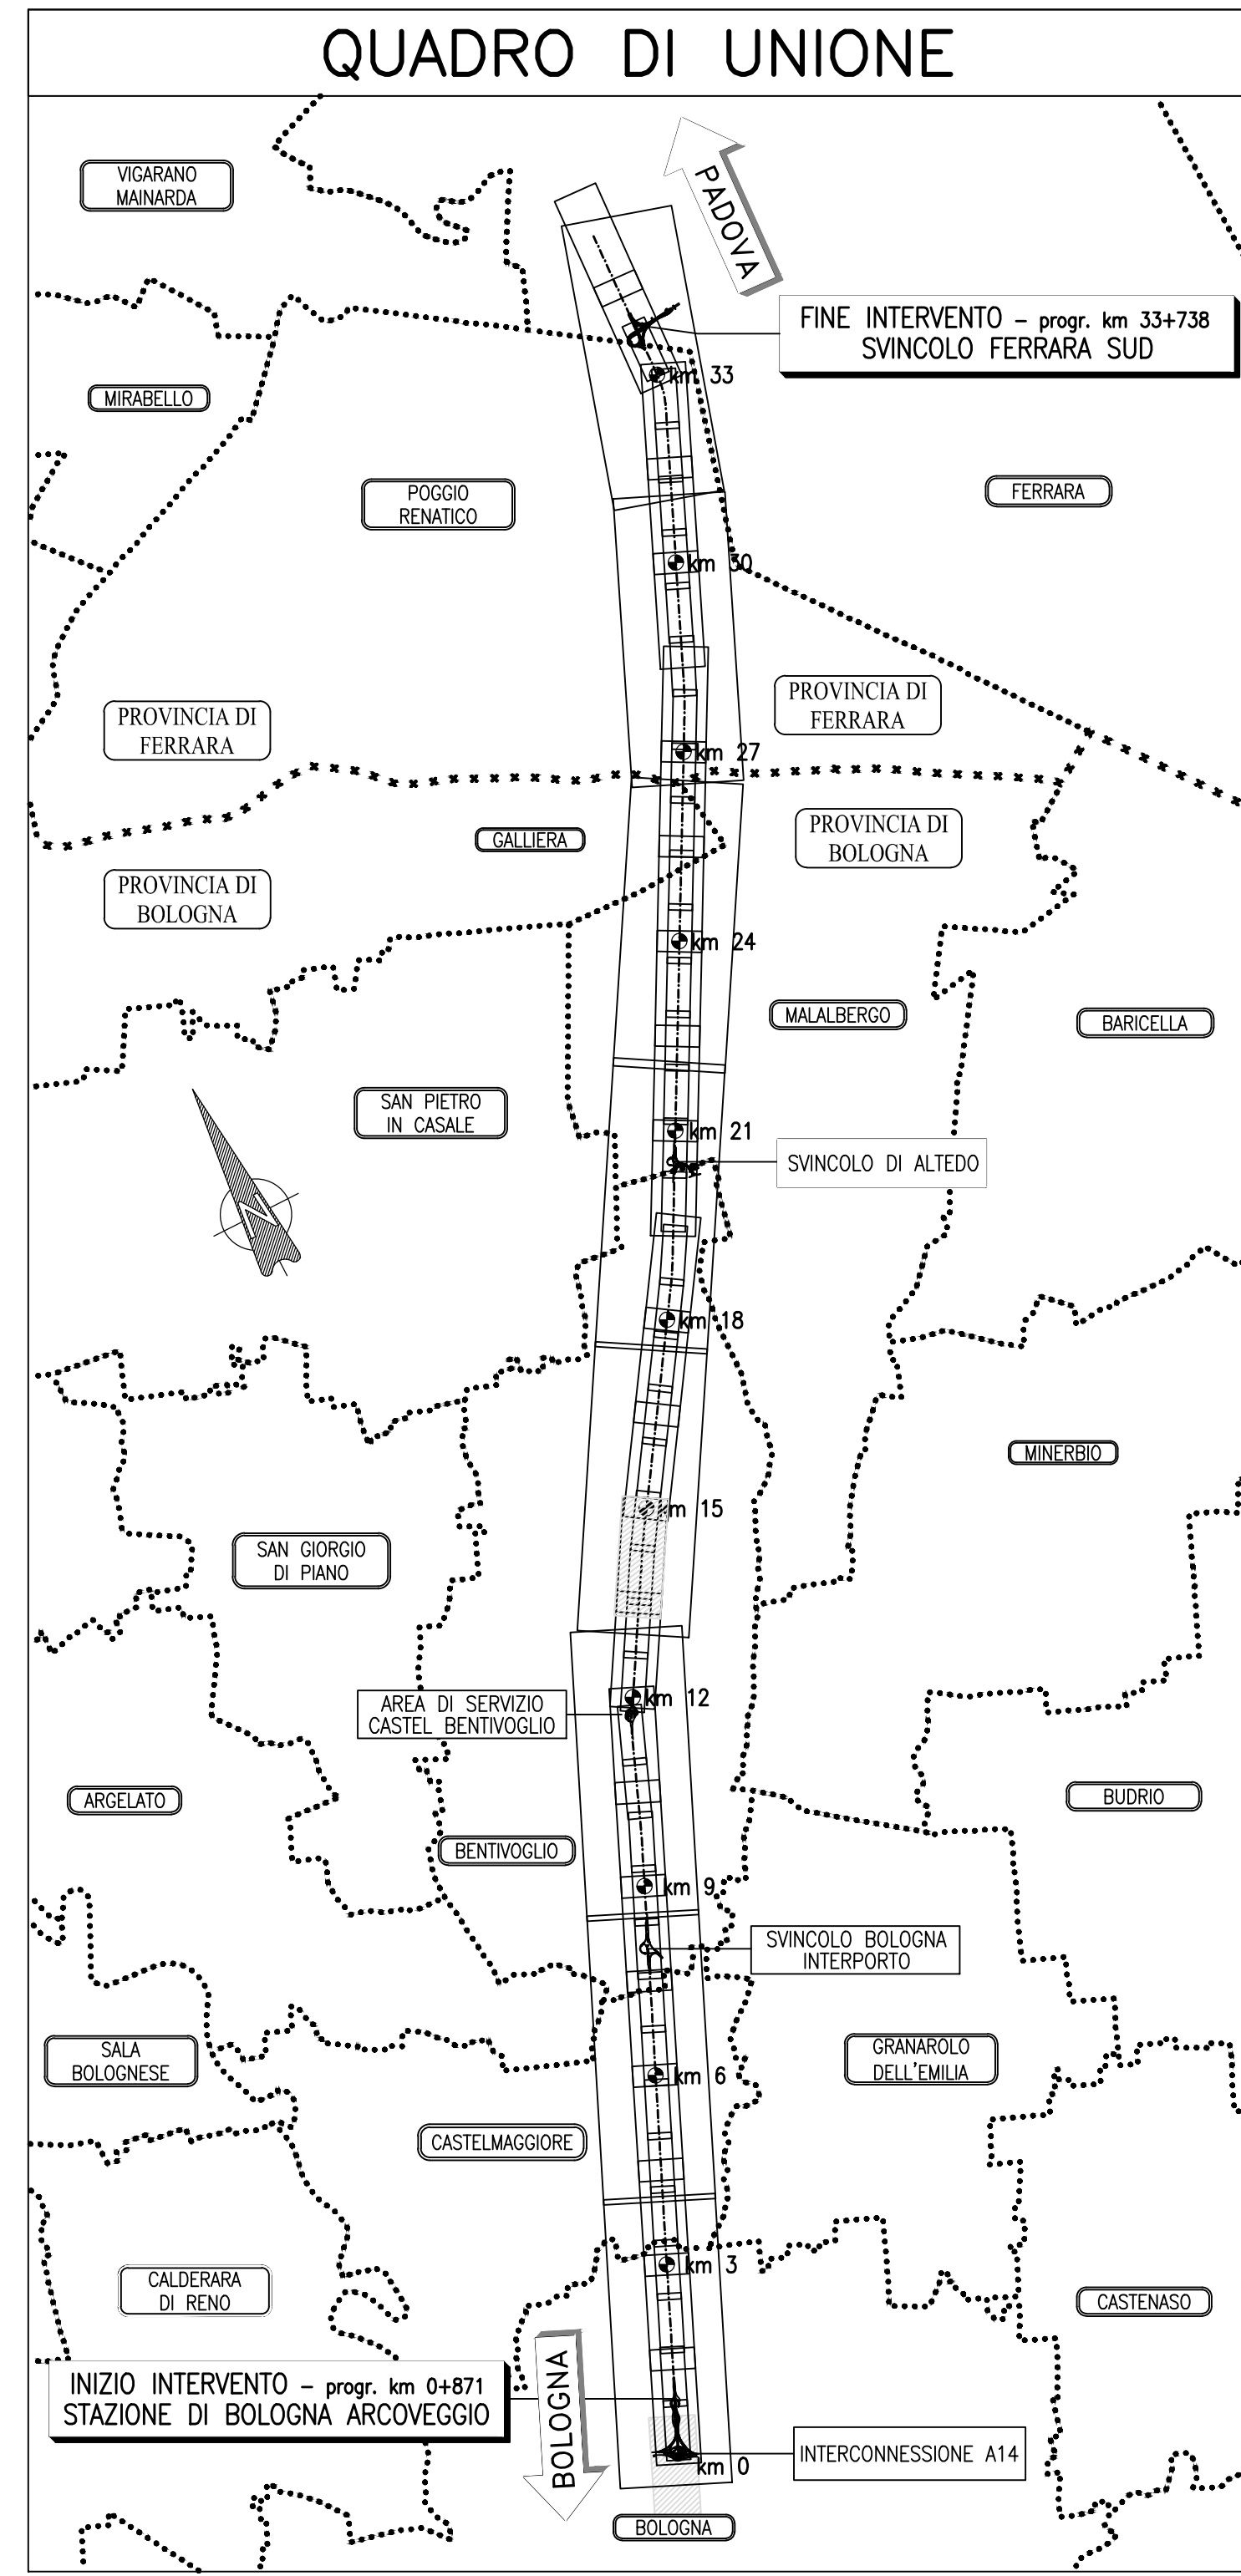 QUADRO DI UNIONE
VIGARANO
MAINARDA
PADOVA
FINE INTERVENTO – progr. km 33+738
SVINCOLO FERRARA SUD
km 33
MIRABELLO
POGGIO
RENATICO
FERRARA
km 30
PROVINCIA DI
FERRARA
PROVINCIA DI
FERRARA
km 27
GALLIERA
PROVINCIA DI
BOLOGNA
PROVINCIA DI
BOLOGNA
km 24
MALALBERGO
BARICELLA
SAN PIETRO
IN CASALE
km 21
SVINCOLO DI ALTEDO
N
km 18
MINERBIO
km 15
SAN GIORGIO
DI PIANO
AREA DI SERVIZIO
CASTEL BENTIVOGLIO
km 12
ARGELATO
BUDRIO
BENTIVOGLIO
km 9
SVINCOLO BOLOGNA
INTERPORTO
SALA
BOLOGNESE
GRANAROLO
DELL'EMILIA
km 6
CASTELMAGGIORE
km 3
CALDERARA
DI RENO
CASTENASO
INIZIO INTERVENTO – progr. km 0+871
STAZIONE DI BOLOGNA ARCOVEGGIO
BOLOGNA
INTERCONNESSIONE A14
km 0
BOLOGNA